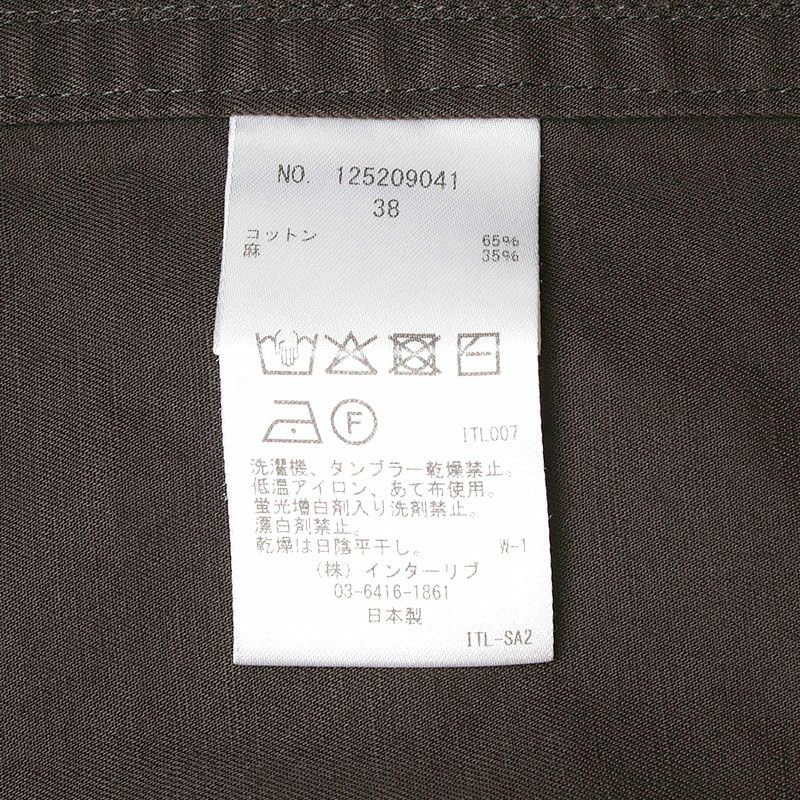 NO. 125209041
38
コットン 65%
麻 35%
F
ITL007
洗濯機、タンブラー乾燥禁止。
低温アイロン、あて布使用。
蛍光増白剤入り洗剤禁止。
漂白剤禁止。
乾燥は日陰平干し。 W-1
(株)インターリブ
03-6416-1861
日本製
ITL-SA2